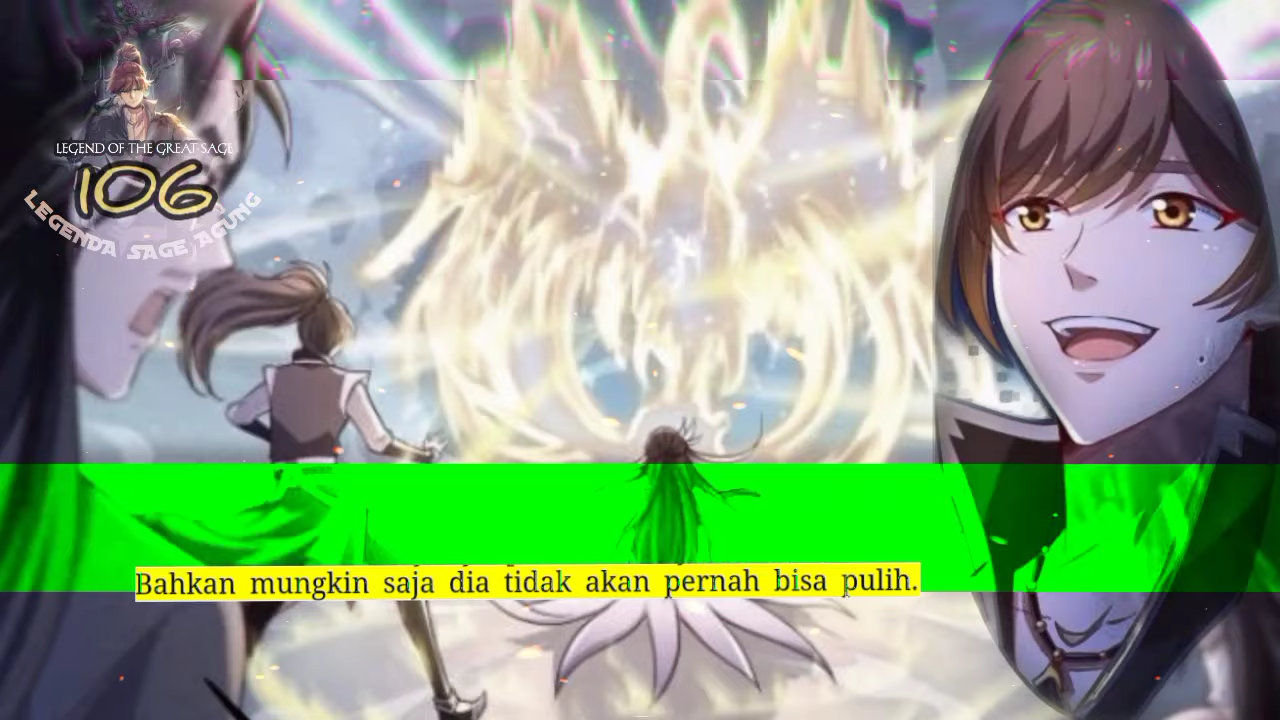 LEGEND OF THE GREAT SAGE
106
LEGENDA SAGE AGUNG
Bahkan mungkin saja dia tidak akan pernah bisa pulih.